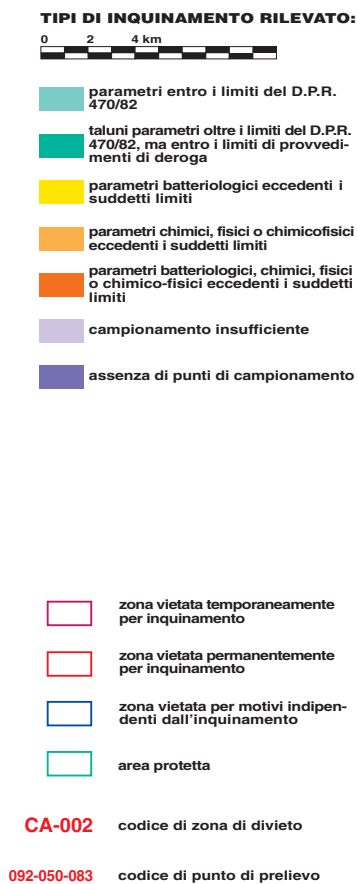 TIPI DI INQUINAMENTO RILEVATO:
0 2 4 km
parametri entro i limiti del D.P.R.
470/82
taluni parametri oltre i limiti del D.P.R.
470/82, ma entro i limiti di provvedi-
menti di deroga
parametri batteriologici eccedenti i
suddetti limiti
parametri chimici, fisici o chimicofisici
eccedenti i suddetti limiti
parametri batteriologici, chimici, fisici
o chimico-fisici eccedenti i suddetti
limiti
campionamento insufficiente
assenza di punti di campionamento
zona vietata temporaneamente
per inquinamento
zona vietata permanentemente
per inquinamento
zona vietata per motivi indipen-
denti dall'inquinamento
area protetta
CA-002 codice di zona di divieto
092-050-083 codice di punto di prelievo